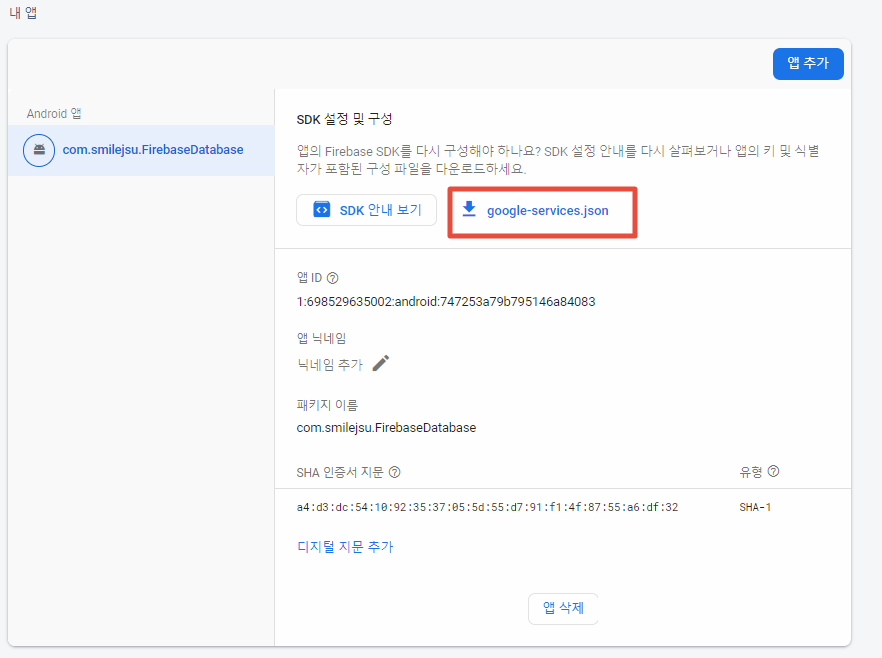 내 앱
앱 추가
Android 앱
com.smilejsu.FirebaseDatabase
SDK 설정 및 구성
앱의 Firebase SDK를 다시 구성해야 하나요? SDK 설정 안내를 다시 살펴보거나 앱의 키 및 식별
자가 포함된 구성 파일을 다운로드하세요.
SDK 안내 보기
google-services.json
앱 ID
1:698529635002:android:747253a79b795146a84083
앱 닉네임
닉네임 추가
패키지 이름
com.smilejsu.FirebaseDatabase
SHA 인증서 지문
유형
a4:d3:dc:54:10:92:35:37:05:5d:55:d7:91:f1:4f:87:55:a6:df:32
SHA-1
디지털 지문 추가
앱 삭제